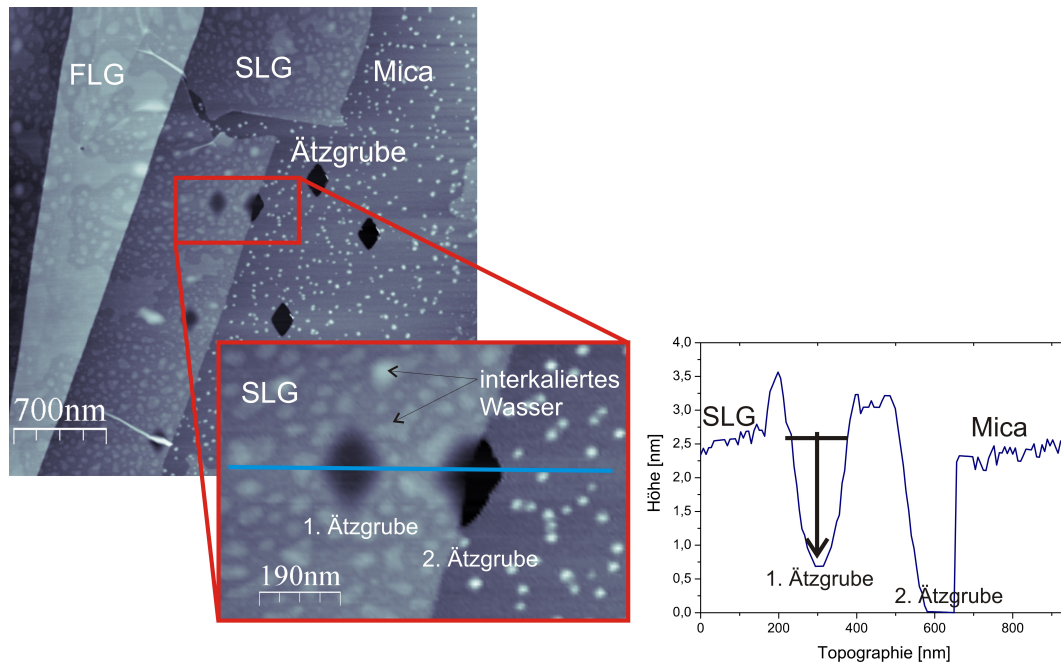 FLG
SLG
Mica
Ätzgrube
700nm
SLG
interkaliertes
Wasser
1. Ätzgrube
2. Ätzgrube
190nm
4,0
3,5
3,0
2,5
2,0
1,5
1,0
0,5
0,0
Höhe [nm]
SLG
Mica
1. Ätzgrube
2. Ätzgrube
0
200
400
600
800
Topographie [nm]